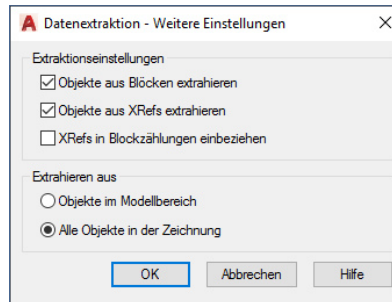 Datenextraktion - Weitere Einstellungen
Extraktionseinstellungen
Objekte aus Blöcken extrahieren
Objekte aus XRefs extrahieren
XRefs in Blockzählungen einbeziehen
Extrahieren aus
Objekte im Modellbereich
Alle Objekte in der Zeichnung
OK Abbrechen Hilfe